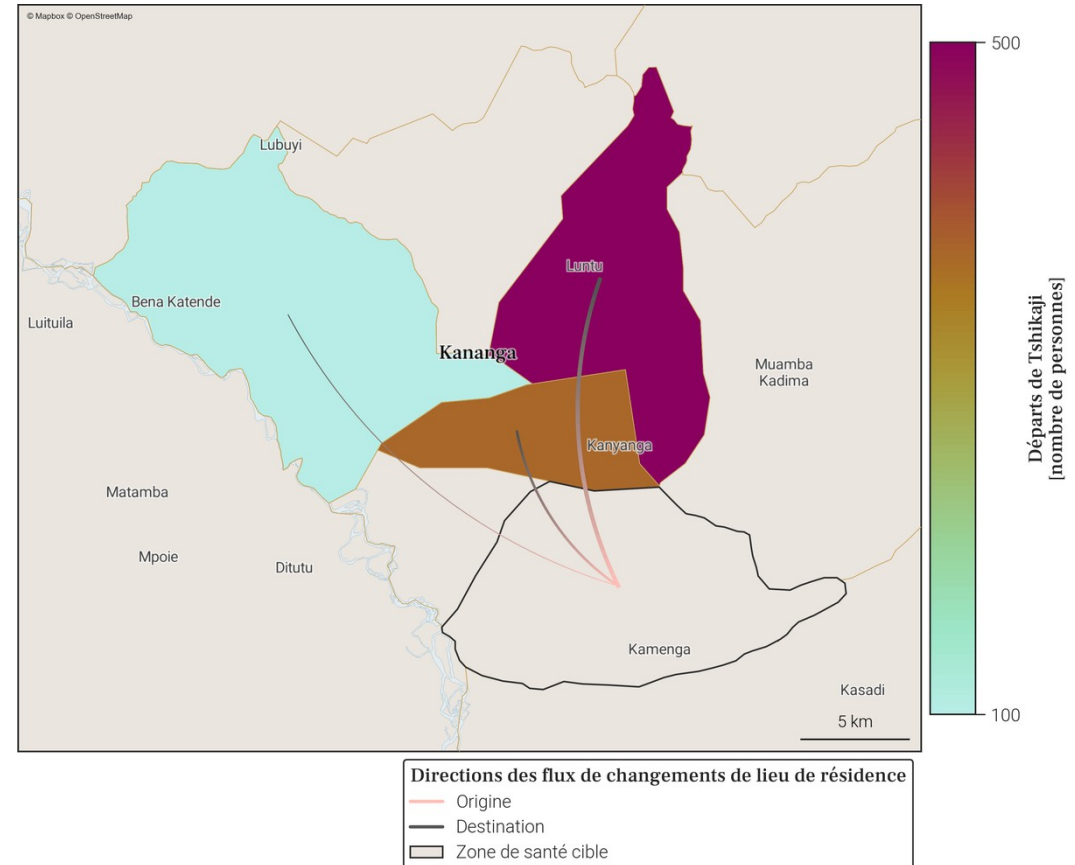 © Mapbox © OpenStreetMap
500
Lubuyi
Luntu
Bena Katende
Luituila
Kananga
Muamba
Kadima
Kanyanga
Départs de Tshikaji
[nombre de personnes]
Matamba
Mpoie
Ditutu
Kamenga
Kasadi
5 km
100
Directions des flux de changements de lieu de résidence
Origine
Destination
Zone de santé cible